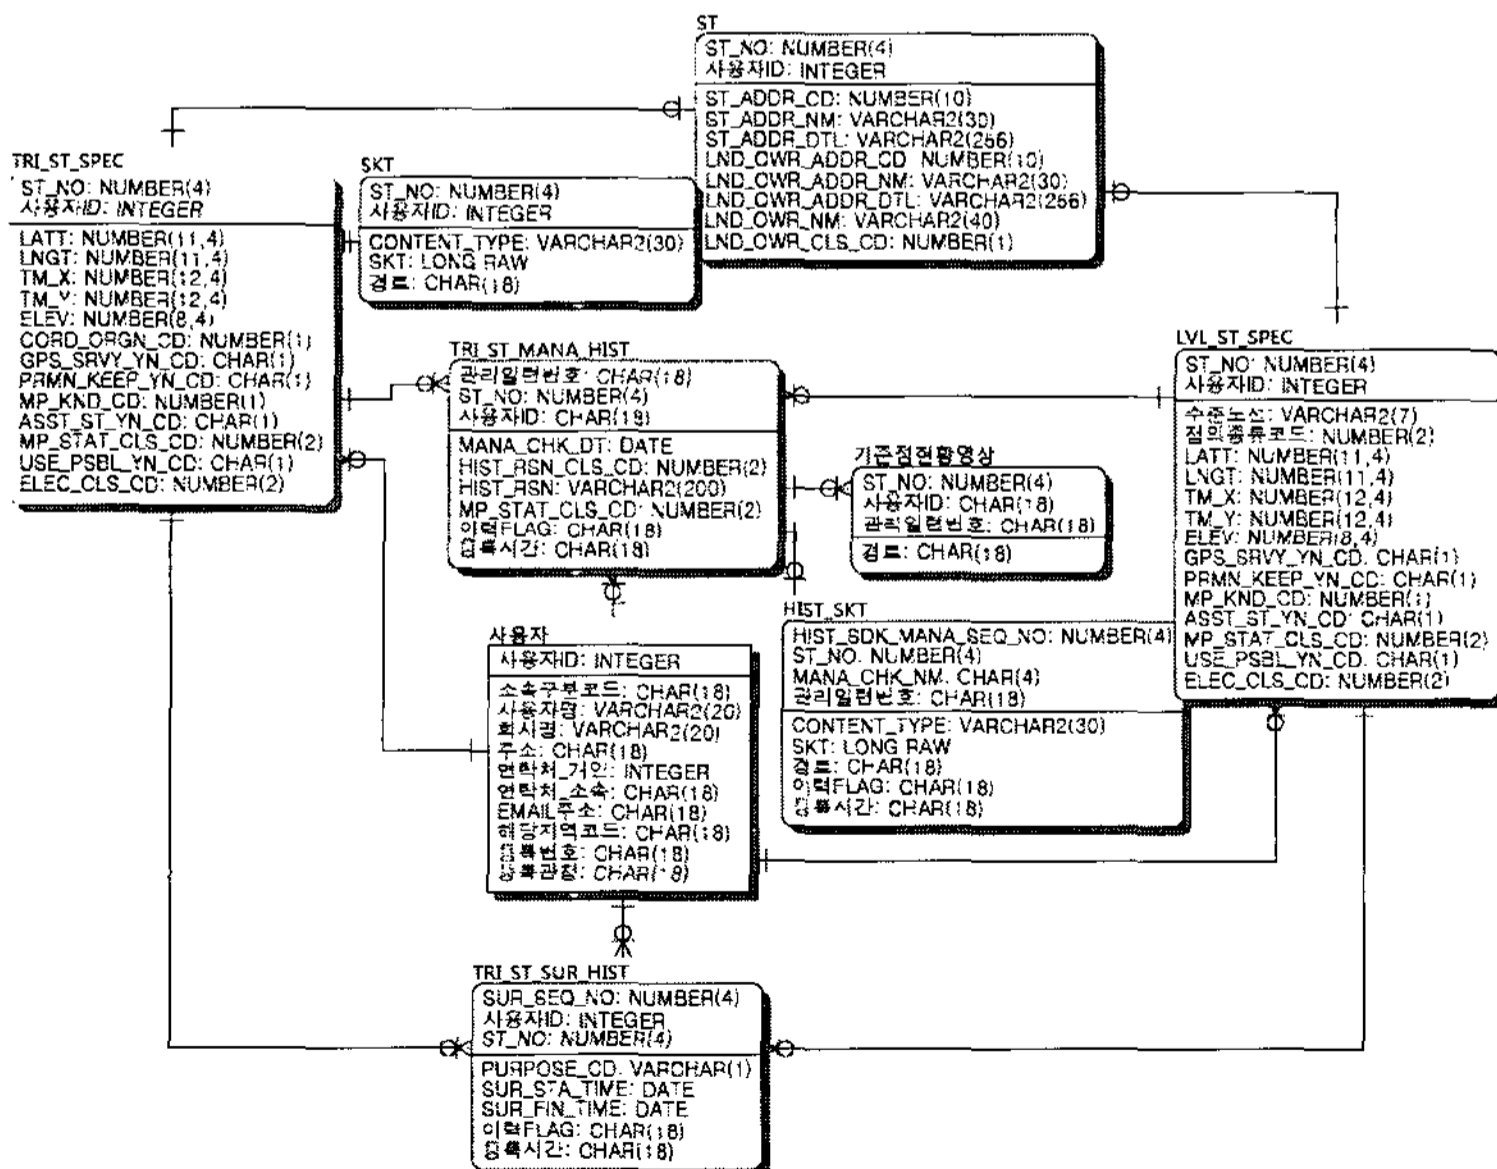 ST
ST_NO: NUMBER(4)
사용자ID: INTEGER
ST_ADDR_CD: NUMBER(10)
ST_ADDR_NM: VARCHAR2(30)
ST_ADDR_DTL: VARCHAR2(256)
LND_OWR_ADDR_CD: NUMBER(10)
LND_OWR_ADDR_NM: VARCHAR2(30)
LND_OWR_ADDR_DTL: VARCHAR2(256)
LND_OWR_NM: VARCHAR2(40)
LND_OWR_CLS_CD: NUMBER(1)
TRI_ST_SPEC
ST_NO: NUMBER(4)
사용자ID: INTEGER
LATT: NUMBER(11,4)
LNGT: NUMBER(11,4)
TM_X: NUMBER(12,4)
TM_Y: NUMBER(12,4)
ELEV: NUMBER(8,4)
CORD_ORGN_CD: NUMBER(1)
GPS_SRVY_YN_CD: CHAR(1)
PRMN_KEEP_YN_CD: CHAR(1)
MP_KND_CD: NUMBER(1)
ASST_ST_YN_CD: CHAR(1)
MP_STAT_CLS_CD: NUMBER(2)
USE_PSBL_YN_CD: CHAR(1)
ELEC_CLS_CD: NUMBER(2)
SKT
ST_NO: NUMBER(4)
사용자ID: INTEGER
CONTENT_TYPE: VARCHAR2(30)
SKT: LONG RAW
경로: CHAR(18)
TRI_ST_MANA_HIST
관리일련번호: CHAR(18)
ST_NO: NUMBER(4)
사용자ID: CHAR(18)
MANA_CHK_DT: DATE
HIST_RSN_CLS_CD: NUMBER(2)
HIST_RSN: VARCHAR2(200)
MP_STAT_CLS_CD: NUMBER(2)
이력FLAG: CHAR(18)
등록시간: CHAR(18)
기준점현황영상
ST_NO: NUMBER(4)
사용자ID: CHAR(18)
관리일련번호: CHAR(18)
경로: CHAR(18)
LVL_ST_SPEC
ST_NO: NUMBER(4)
사용자ID: INTEGER
수준노선: VARCHAR2(7)
점의종류코드: NUMBER(2)
LATT: NUMBER(11,4)
LNGT: NUMBER(11,4)
TM_X: NUMBER(12,4)
TM_Y: NUMBER(12,4)
ELEV: NUMBER(8,4)
GPS_SRVY_YN_CD: CHAR(1)
PRMN_KEEP_YN_CD: CHAR(1)
MP_KND_CD: NUMBER(1)
ASST_ST_YN_CD: CHAR(1)
MP_STAT_CLS_CD: NUMBER(2)
USE_PSBL_YN_CD: CHAR(1)
ELEC_CLS_CD: NUMBER(2)
HIST_SKT
HIST_SDK_MANA_SEQ_NO: NUMBER(4)
ST_NO: NUMBER(4)
MANA_CHK_NM: CHAR(4)
관리일련번호: CHAR(18)
CONTENT_TYPE: VARCHAR2(30)
SKT: LONG RAW
경로: CHAR(18)
이력FLAG: CHAR(18)
등록시간: CHAR(18)
사용자
사용자ID: INTEGER
소속구분코드: CHAR(18)
사용자명: VARCHAR2(20)
회사명: VARCHAR2(20)
주소: CHAR(18)
연락처_개인: INTEGER
연락처_소속: CHAR(18)
EMAIL주소: CHAR(18)
해당지역코드: CHAR(18)
등록번호: CHAR(18)
등록관청: CHAR(18)
TRI_ST_SUR_HIST
SUR_SEQ_NO: NUMBER(4)
사용자ID: INTEGER
ST_NO: NUMBER(4)
PURPOSE_CD: VARCHAR(1)
SUR_STA_TIME: DATE
SUR_FIN_TIME: DATE
이력FLAG: CHAR(18)
등록시간: CHAR(18)